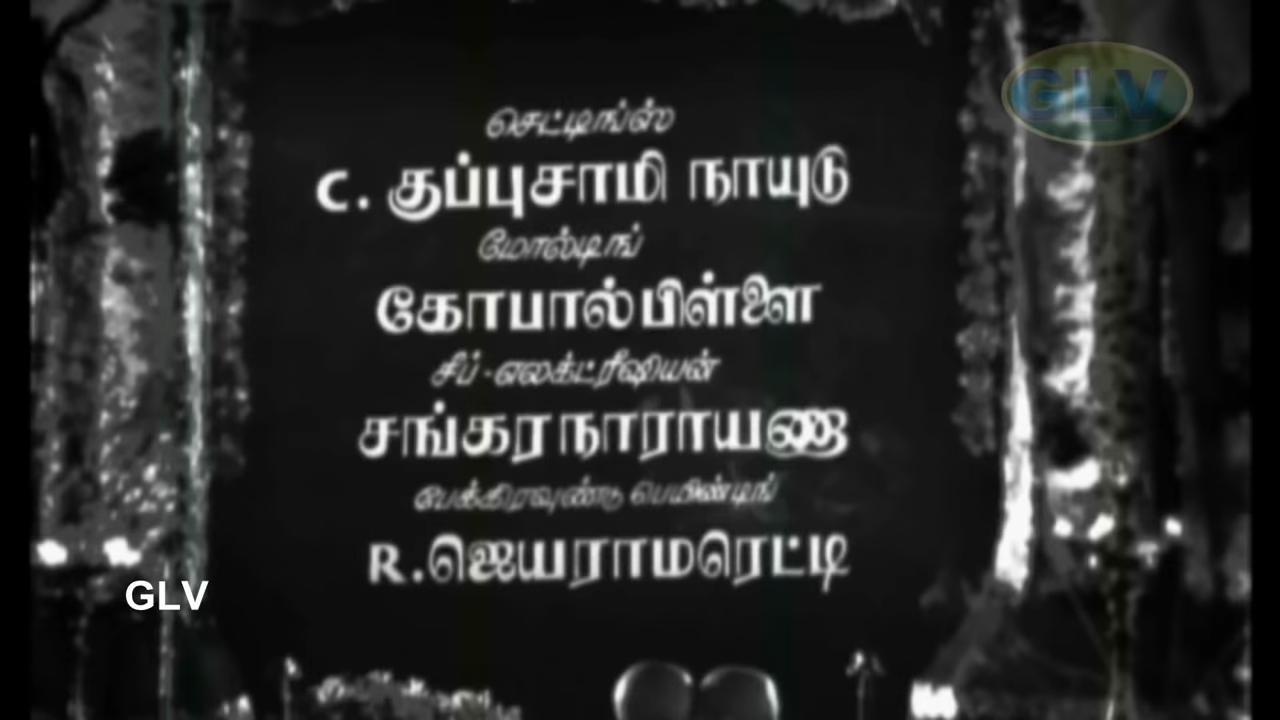 GLV
செட்டிங்ஸ்
C. குப்புசாமி நாயுடு
மோல்டிங்
கோபால்பிள்ளை
சீப்-எலக்ட்ரீஷியன்
சங்கரநாராயண
பேக்கிரவுண்டு பெயிண்டிங்
R.ஜெயராமரெட்டி
GLV